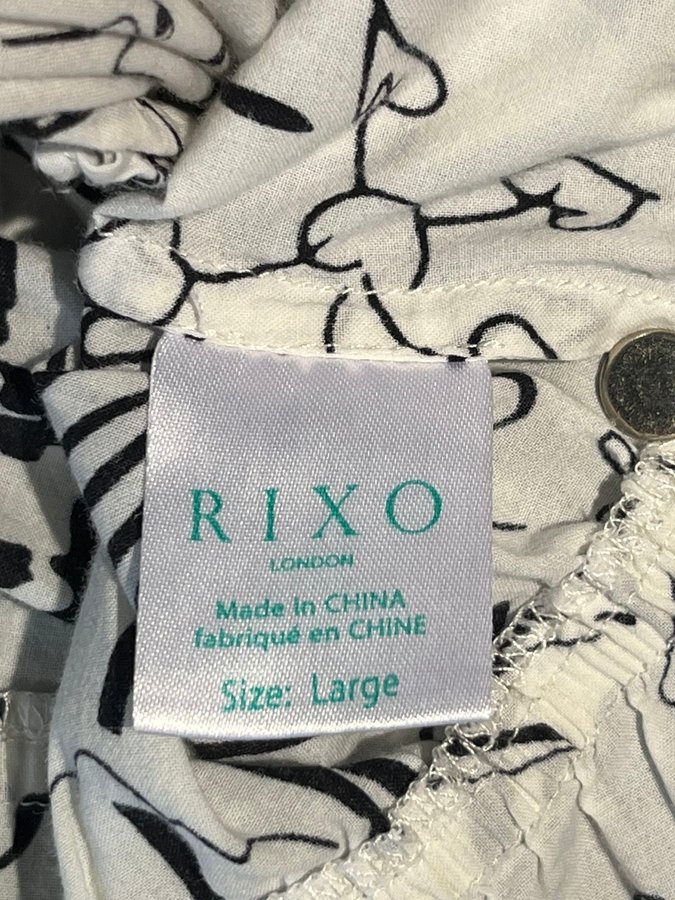 RIXO
LONDON
Made In CHINA
fabriqué en CHINE
Size: Large